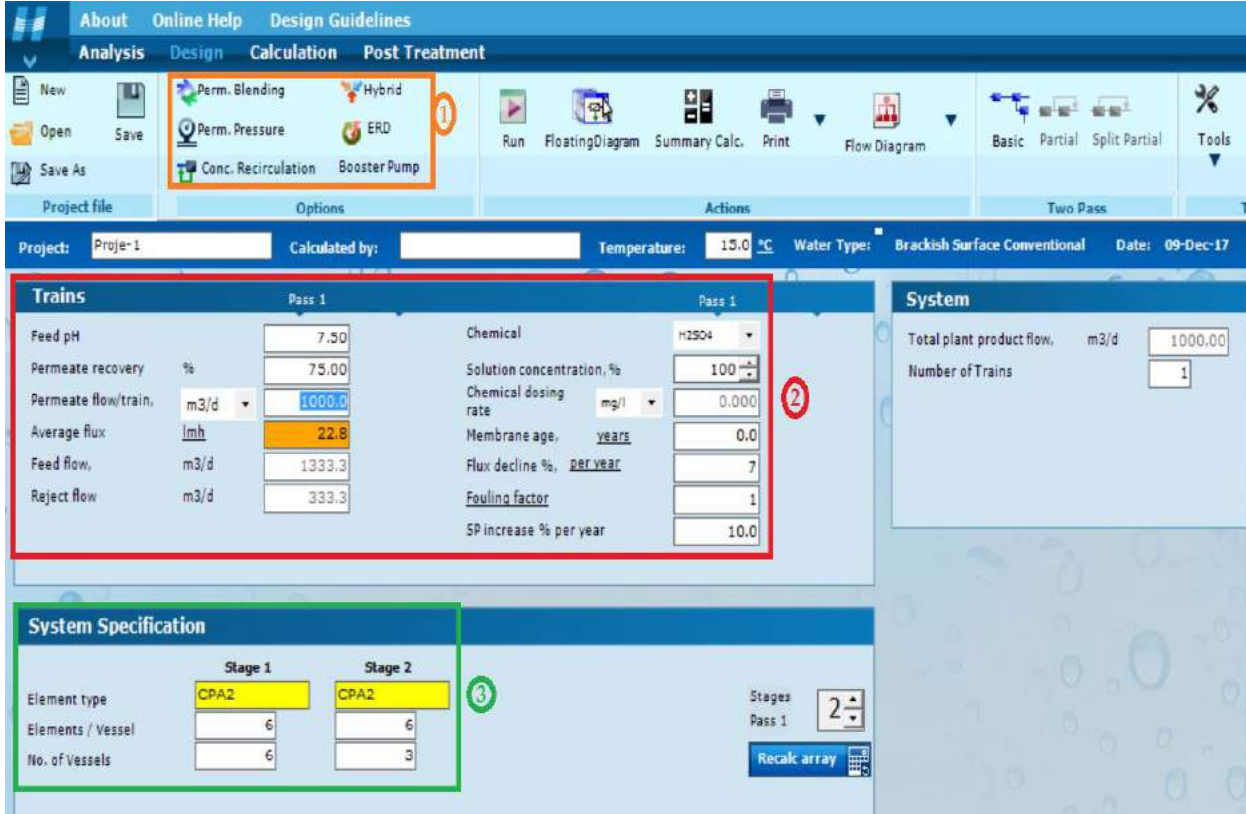 About Online Help Design Guidelines
Analysis Design Calculation Post Treatment
New
Open
Save As
Save
Project file
Perm. Blending Hybrid
Perm. Pressure ERD
Conc. Recirculation Booster Pump
1
Options
Run FloatingDiagram Summary Calc. Print Flow Diagram
Actions
Basic Partial Split Partial
Two Pass
Tools
Project: Proje-1 Calculated by: Temperature: 15.0 °C Water Type: Brackish Surface Conventional Date: 09-Dec-17
Trains Pass 1 Pass 1
Feed pH 7.50
Permeate recovery % 75.00
Permeate flow/train, m3/d 1000.0
Average flux lmh 22.8
Feed flow, m3/d 1333.3
Reject flow m3/d 333.3
Chemical H2SO4
Solution concentration, % 100
Chemical dosing rate mg/l 0.000
Membrane age, years 0.0
Flux decline %, per year 7
Fouling factor 1
SP increase % per year 10.0
2
System
Total plant product flow, m3/d 1000.00
Number of Trains 1
System Specification
Stage 1 Stage 2
Element type CPA2 CPA2
Elements / Vessel 6 6
No. of Vessels 6 3
3
Stages
Pass 1 2
Recalc array